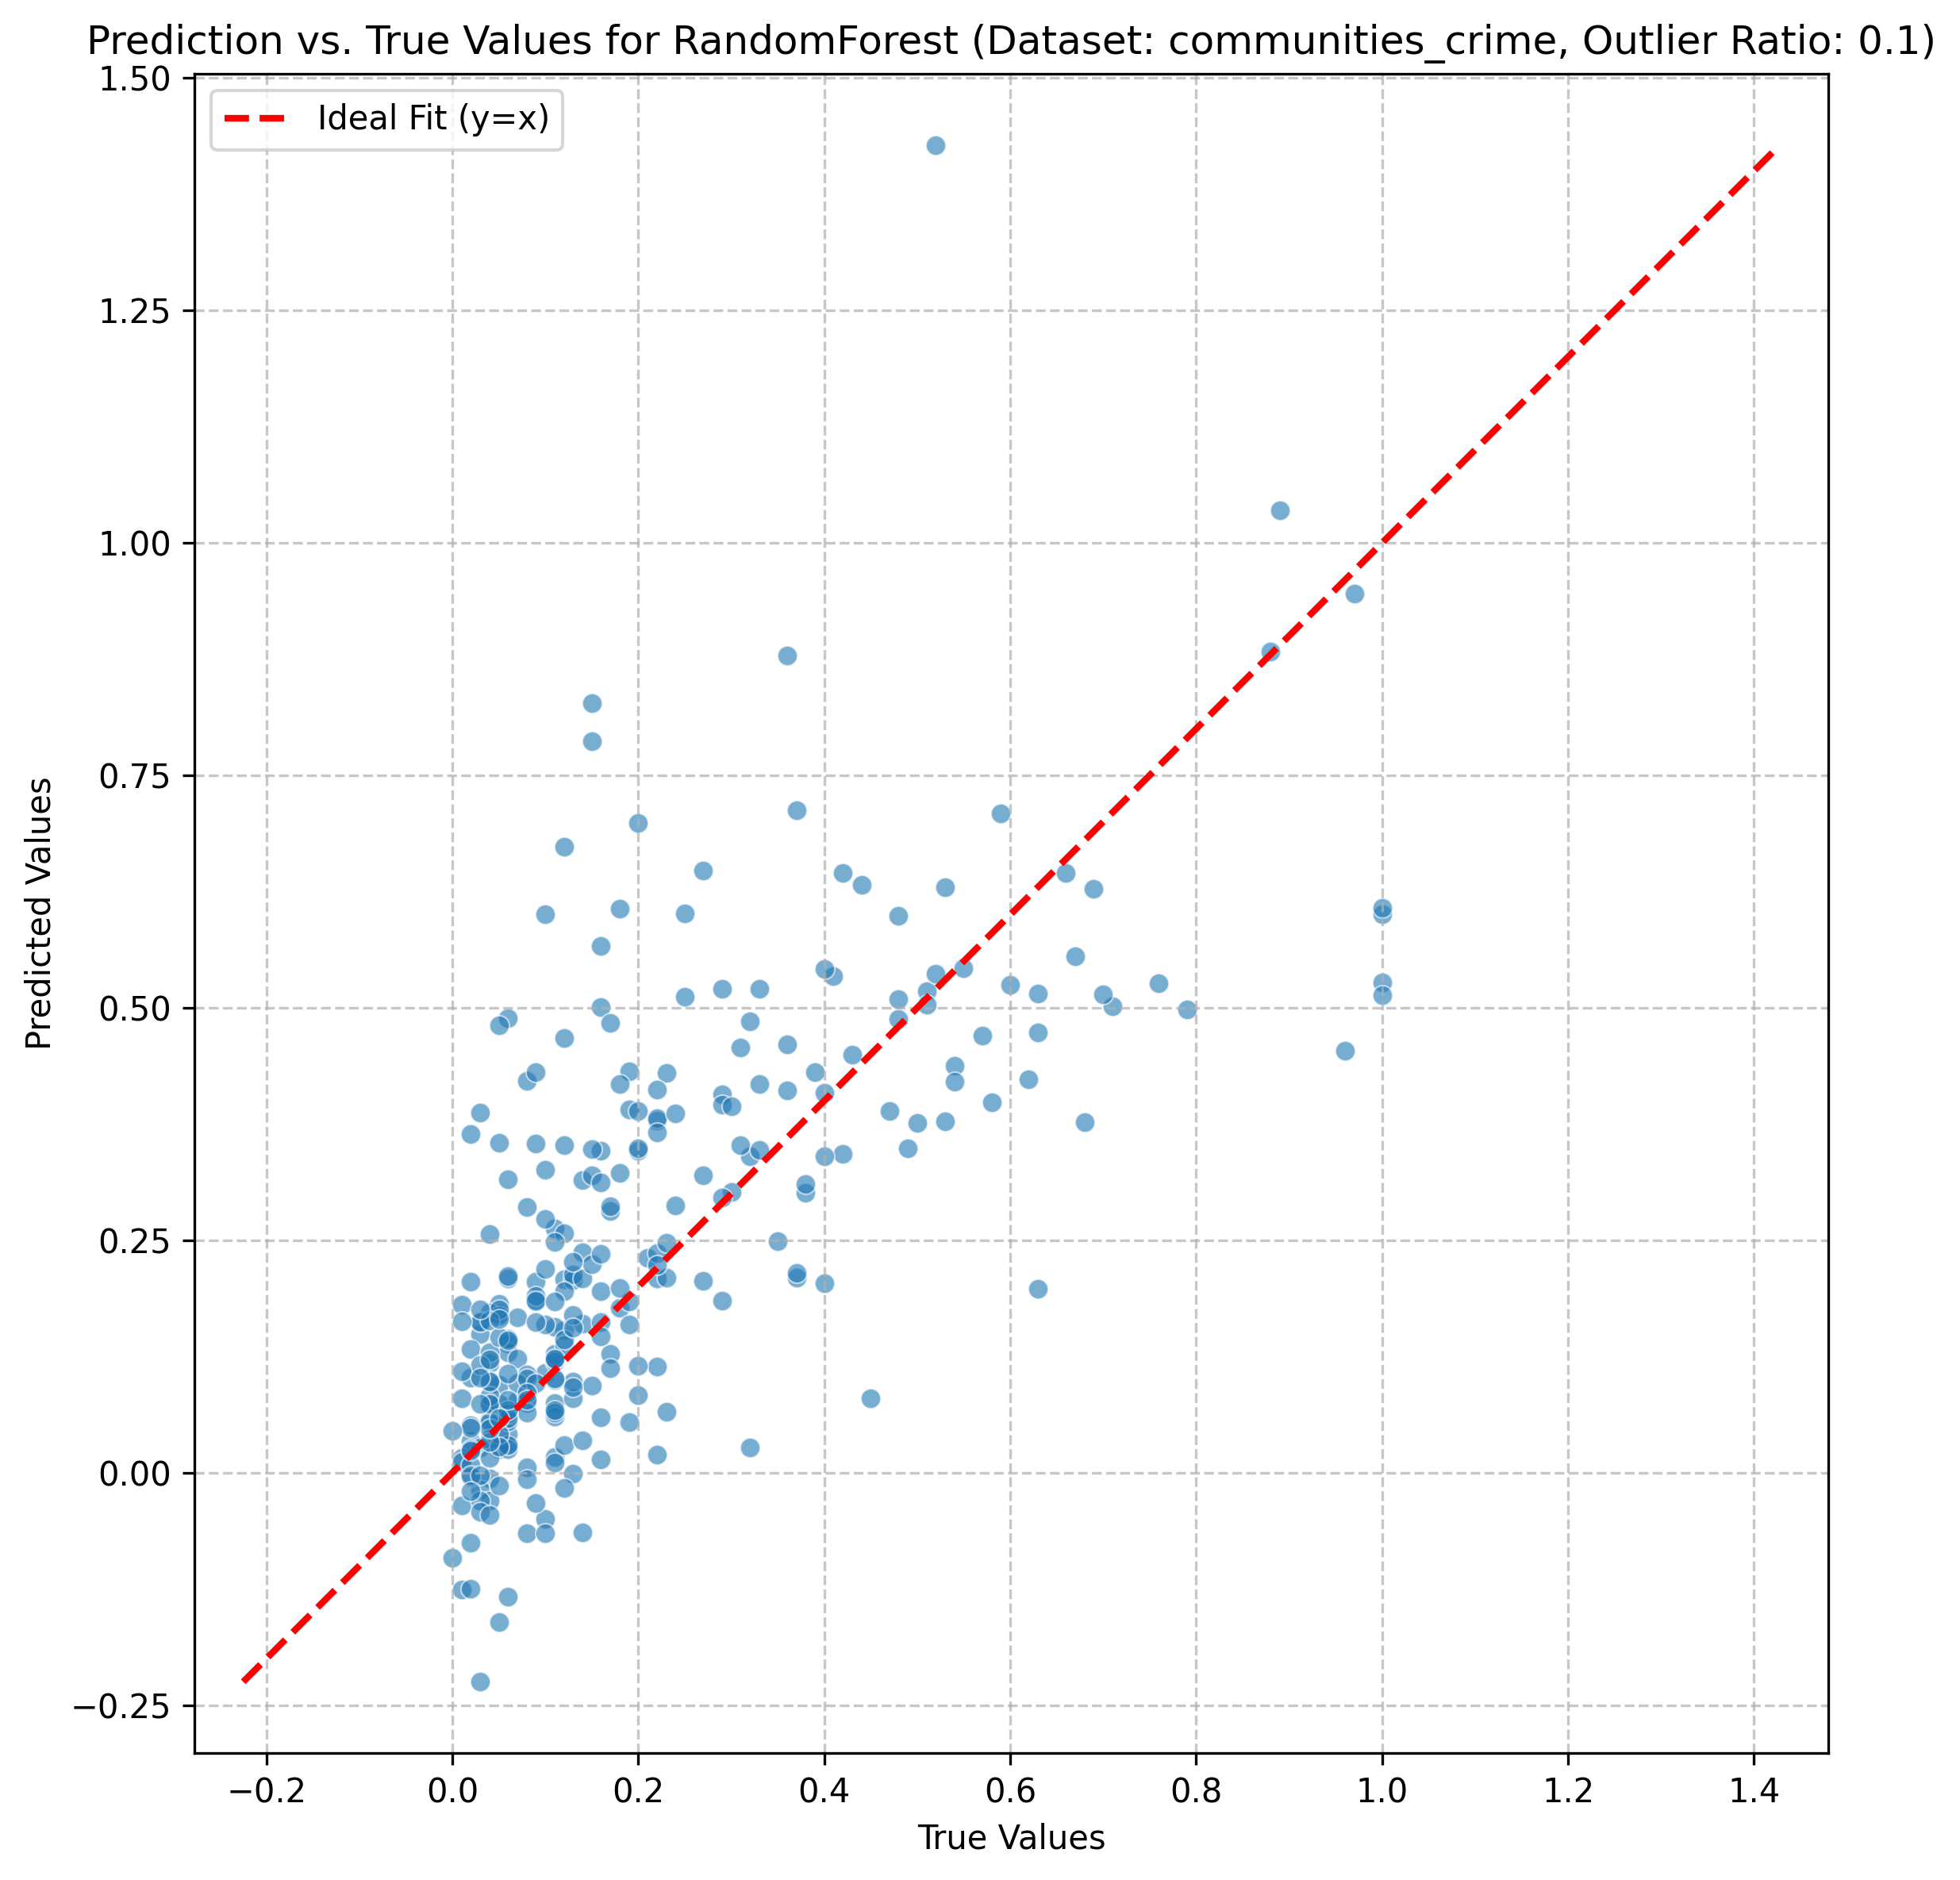 Prediction vs. True Values for RandomForest (Dataset: communities_crime, Outlier Ratio: 0.1)
Ideal Fit (y=x)
Predicted Values
1.50
1.25
1.00
0.75
0.50
0.25
0.00
−0.25
−0.2 0.0 0.2 0.4 0.6 0.8 1.0 1.2 1.4
True Values